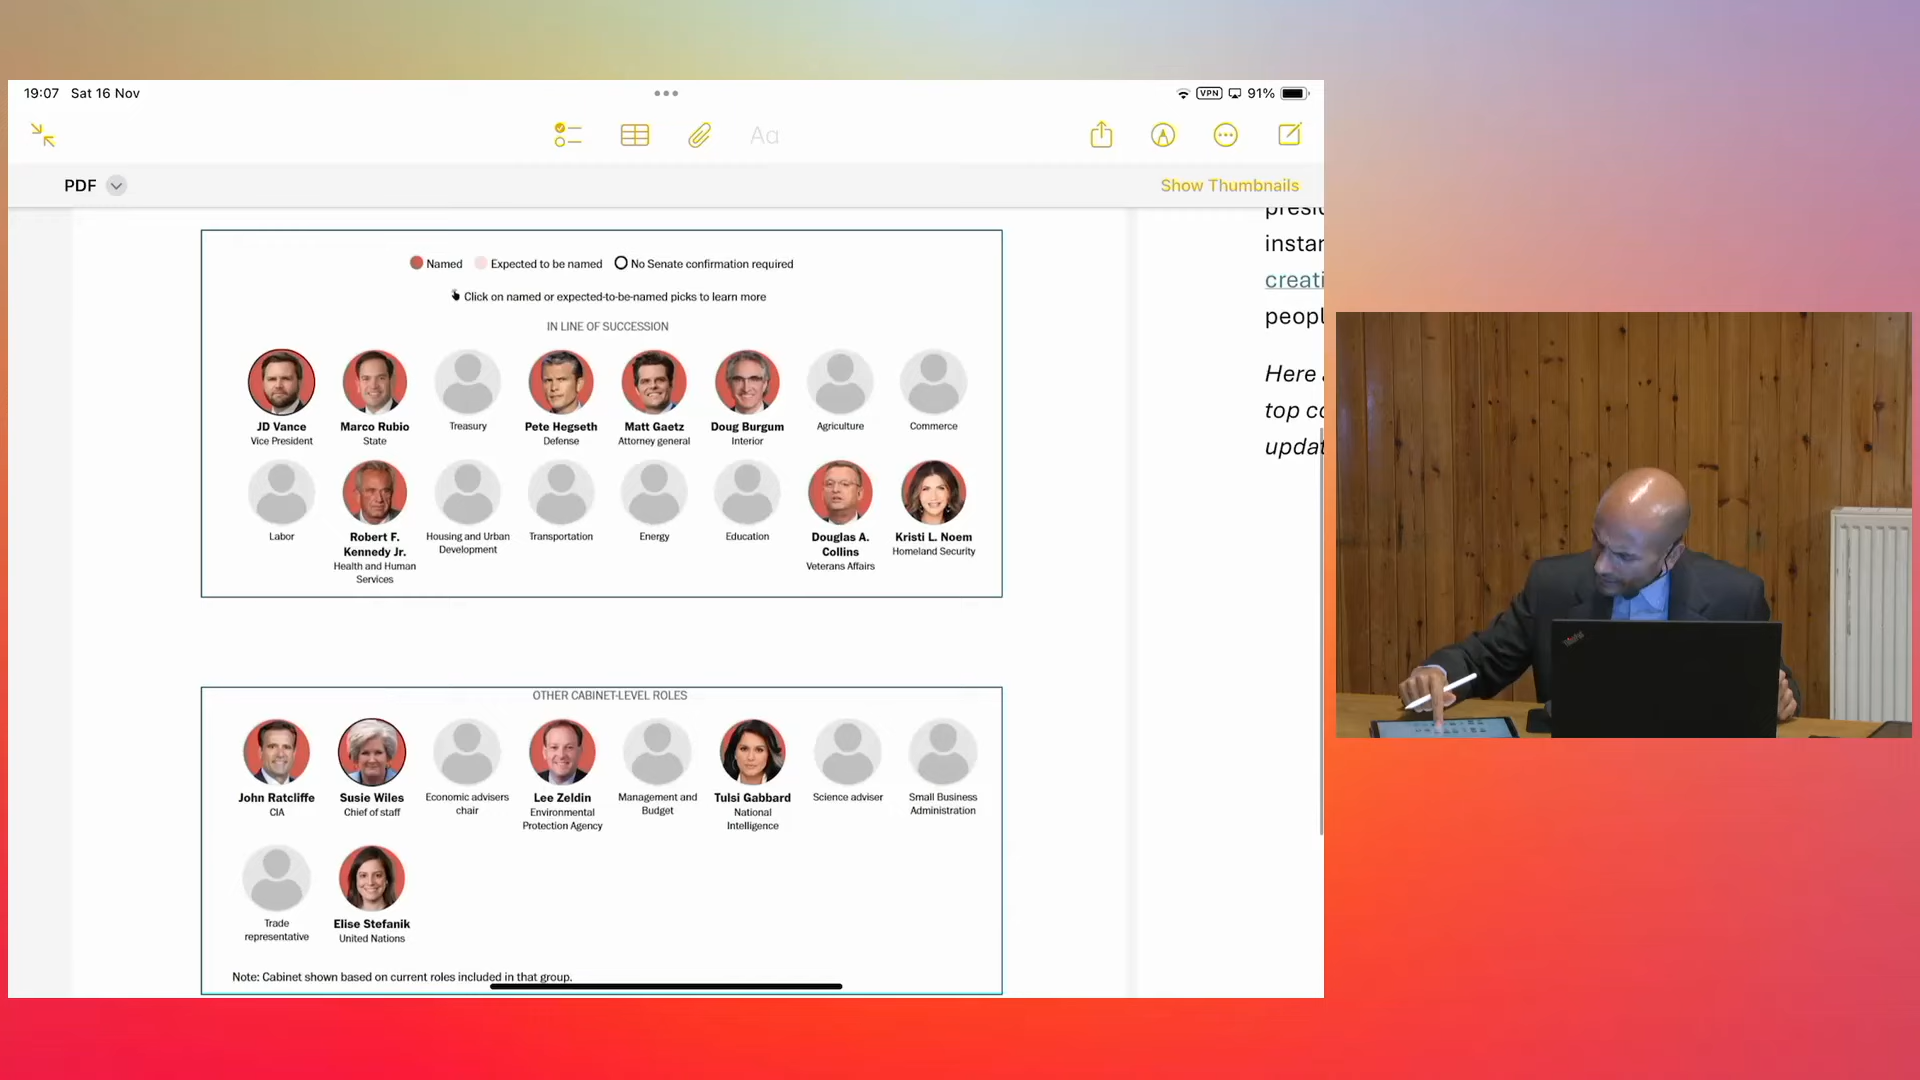 19:07 Sat 16 Nov
VPN 91%
Aa
PDF
Show Thumbnails
Named Expected to be named No Senate confirmation required
Click on named or expected-to-be-named picks to learn more
IN LINE OF SUCCESSION
JD Vance
Vice President
Marco Rubio
State
Treasury
Pete Hegseth
Defense
Matt Gaetz
Attorney general
Doug Burgum
Interior
Agriculture
Commerce
Labor
Robert F.
Kennedy Jr.
Health and Human
Services
Housing and Urban
Development
Transportation
Energy
Education
Douglas A.
Collins
Veterans Affairs
Kristi L. Noem
Homeland Security
OTHER CABINET-LEVEL ROLES
John Ratcliffe
CIA
Susie Wiles
Chief of staff
Economic advisers
chair
Lee Zeldin
Environmental
Protection Agency
Management and
Budget
Tulsi Gabbard
National
Intelligence
Science adviser
Small Business
Administration
Trade
representative
Elise Stefanik
United Nations
Note: Cabinet shown based on current roles included in that group.
presi
instar
creati
peopl
Here
top co
updat
ThinkPad